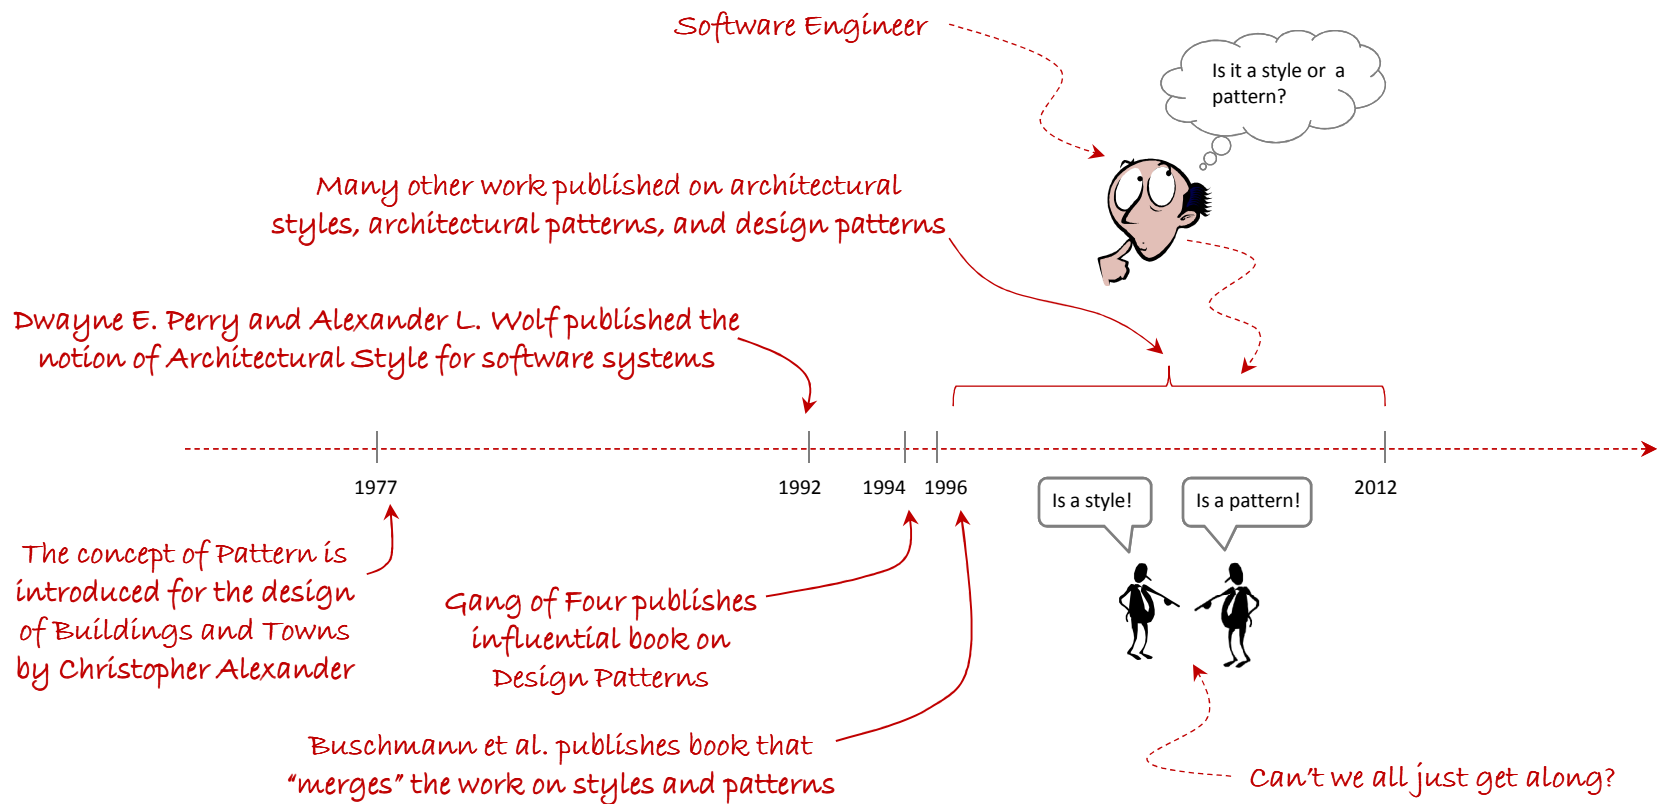 Software Engineer
Is it a style or a
pattern?
Many other work published on architectural
styles, architectural patterns, and design patterns
Dwayne E. Perry and Alexander L. Wolf published the
notion of Architectural Style for software systems
1977
1992
1994
1996
2012
Is a style!
Is a pattern!
The concept of Pattern is
introduced for the design
of Buildings and Towns
by Christopher Alexander
Gang of Four publishes
influential book on
Design Patterns
Buschmann et al. publishes book that
“merges” the work on styles and patterns
Can't we all just get along?